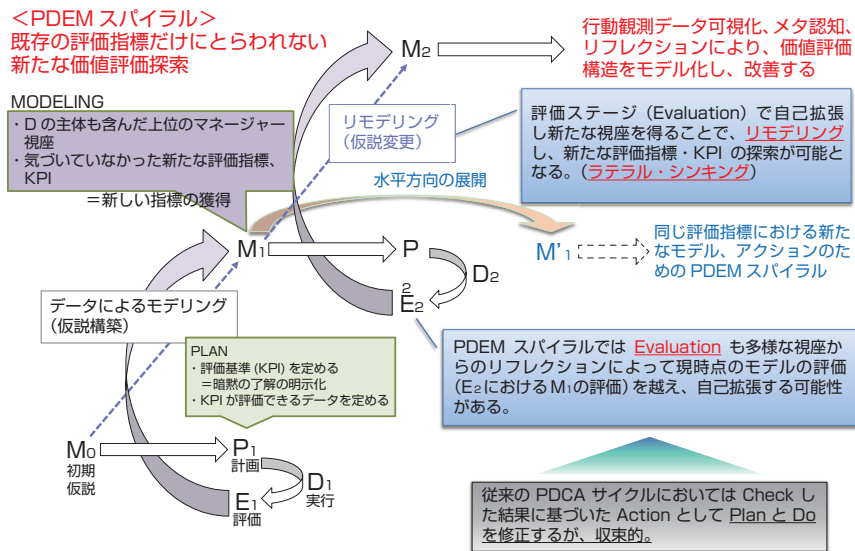 <PDEM スパイラル>
既存の評価指標だけにとらわれない
新たな価値評価探索
M2
行動観測データ可視化、メタ認知、
リフレクションにより、価値評価
構造をモデル化し、改善する
MODELING
・D の主体も含んだ上位のマネージャー
視座
・気づいていなかった新たな評価指標、
KPI
＝新しい指標の獲得
リモデリング
（仮説変更）
評価ステージ（Evaluation）で自己拡張
し新たな視座を得ることで、リモデリング
し、新たな評価指標・KPI の探索が可能と
なる。（ラテラル・シンキング）
水平方向の展開
M1
P
2
D2
E2
M'1
同じ評価指標における新た
なモデル、アクションのた
めの PDEM スパイラル
データによるモデリング
（仮説構築）
PLAN
・評価基準 (KPI) を定める
＝暗黙の了解の明示化
・KPI が評価できるデータを定める
PDEM スパイラルでは Evaluation も多様な視座か
らのリフレクションによって現時点のモデルの評価
（E2 における M1 の評価）を越え、自己拡張する可能性
がある。
M0
初期
仮説
P1
計画
D1
実行
E1
評価
従来の PDCA サイクルにおいては Check し
た結果に基づいた Action として Plan と Do
を修正するが、収束的。